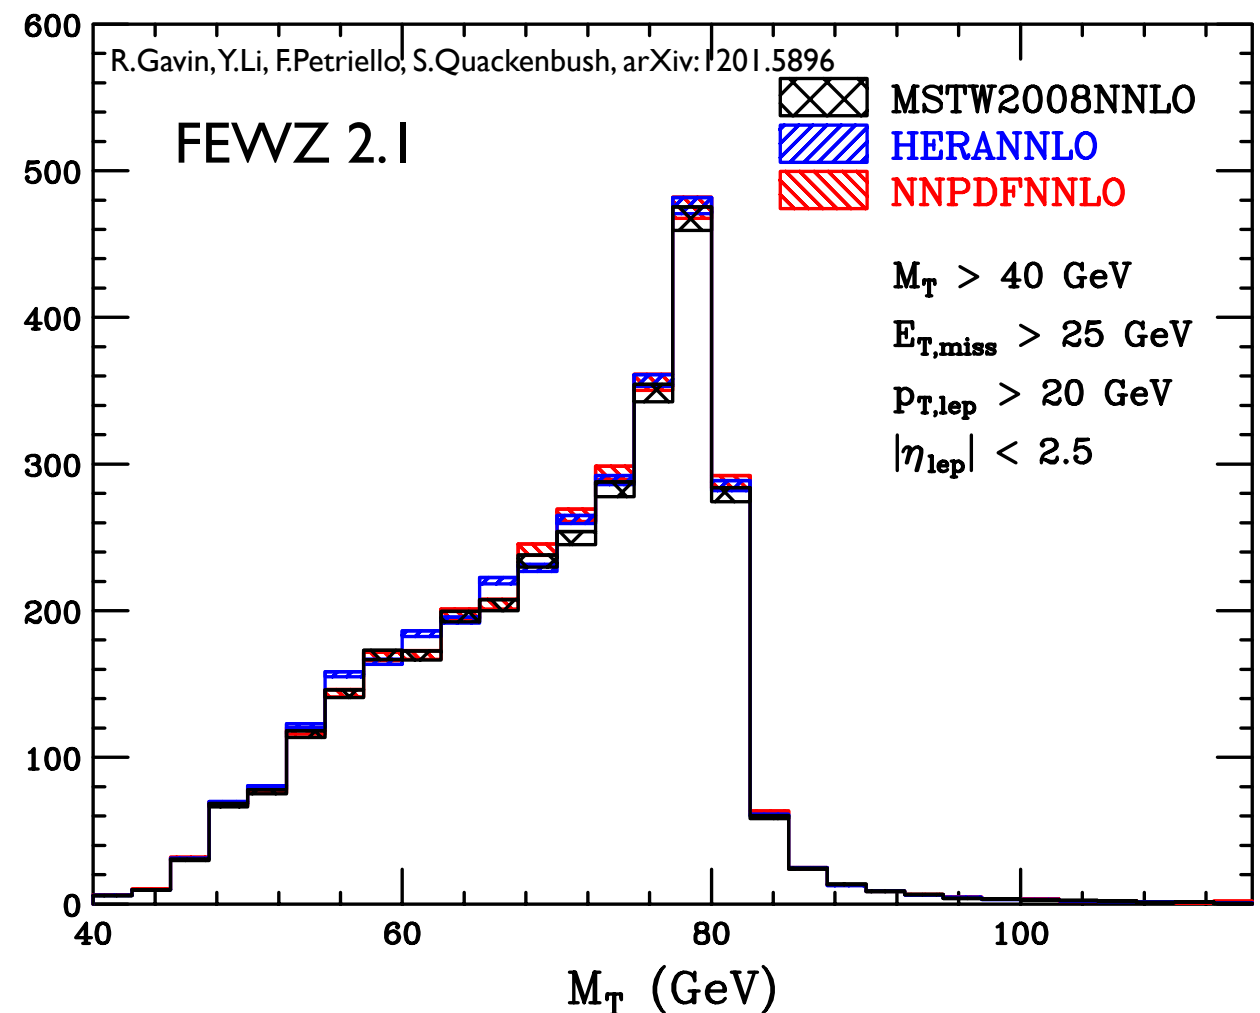 600
R.Gavin, Y.Li, F.Petriello, S.Quackenbush, arXiv:1201.5896
MSTW2008NNLO
FEWZ 2.1
HERANNLO
500
NNPDFNNLO
M_T > 40 GeV
400
E_T,miss > 25 GeV
p_T,lep > 20 GeV
|η_lep| < 2.5
300
200
100
0
40 60 80 100
M_T (GeV)